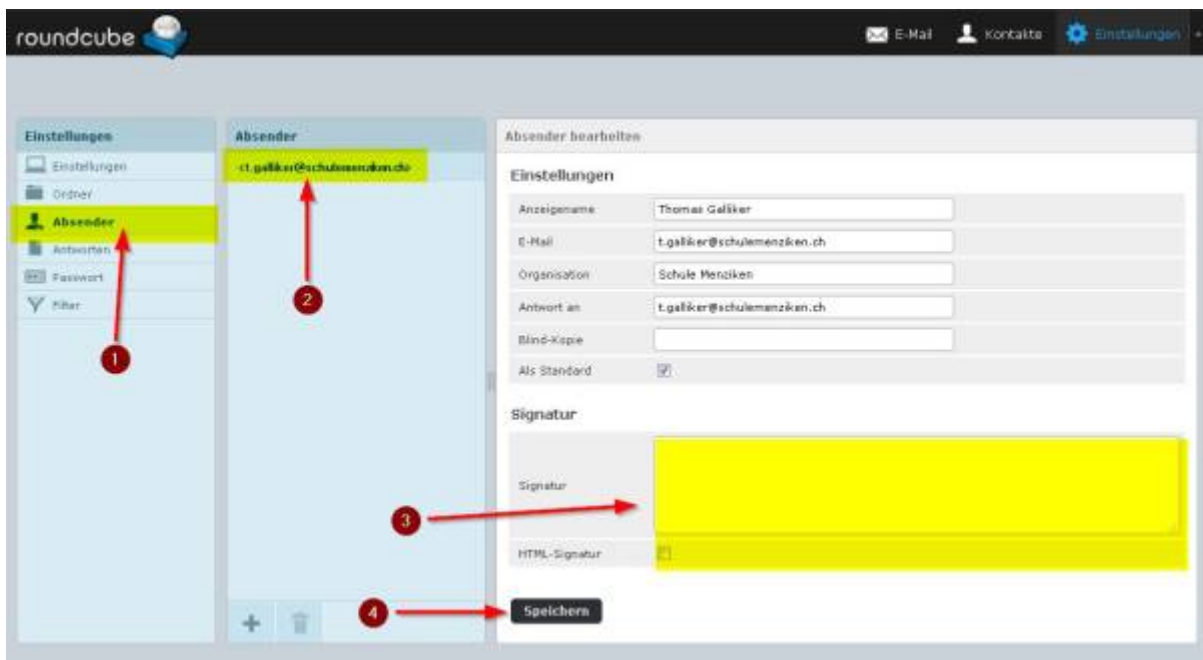 roundcube
E-Mail
Kontakte
Einstellungen
Einstellungen
Einstellungen
Ordner
Absender
Antworten
Passwort
Filter
1
Absender
<t.galliker@schulemenziken.ch>
2
Absender bearbeiten
Einstellungen
Anzeigename Thomas Galliker
E-Mail t.galliker@schulemenziken.ch
Organisation Schule Menziken
Antwort an t.galliker@schulemenziken.ch
Blind-Kopie
Als Standard
Signatur
Signatur
3
HTML-Signatur
4
Speichern